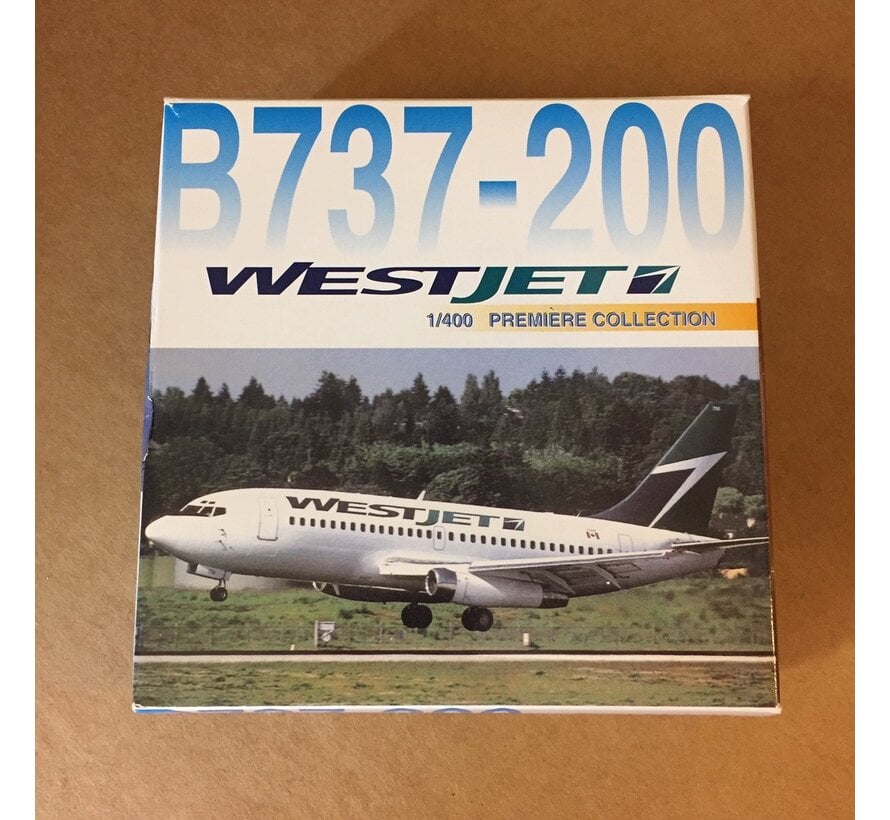 B737-200
WESTJET
1/400 PREMIÈRE COLLECTION
WESTJET